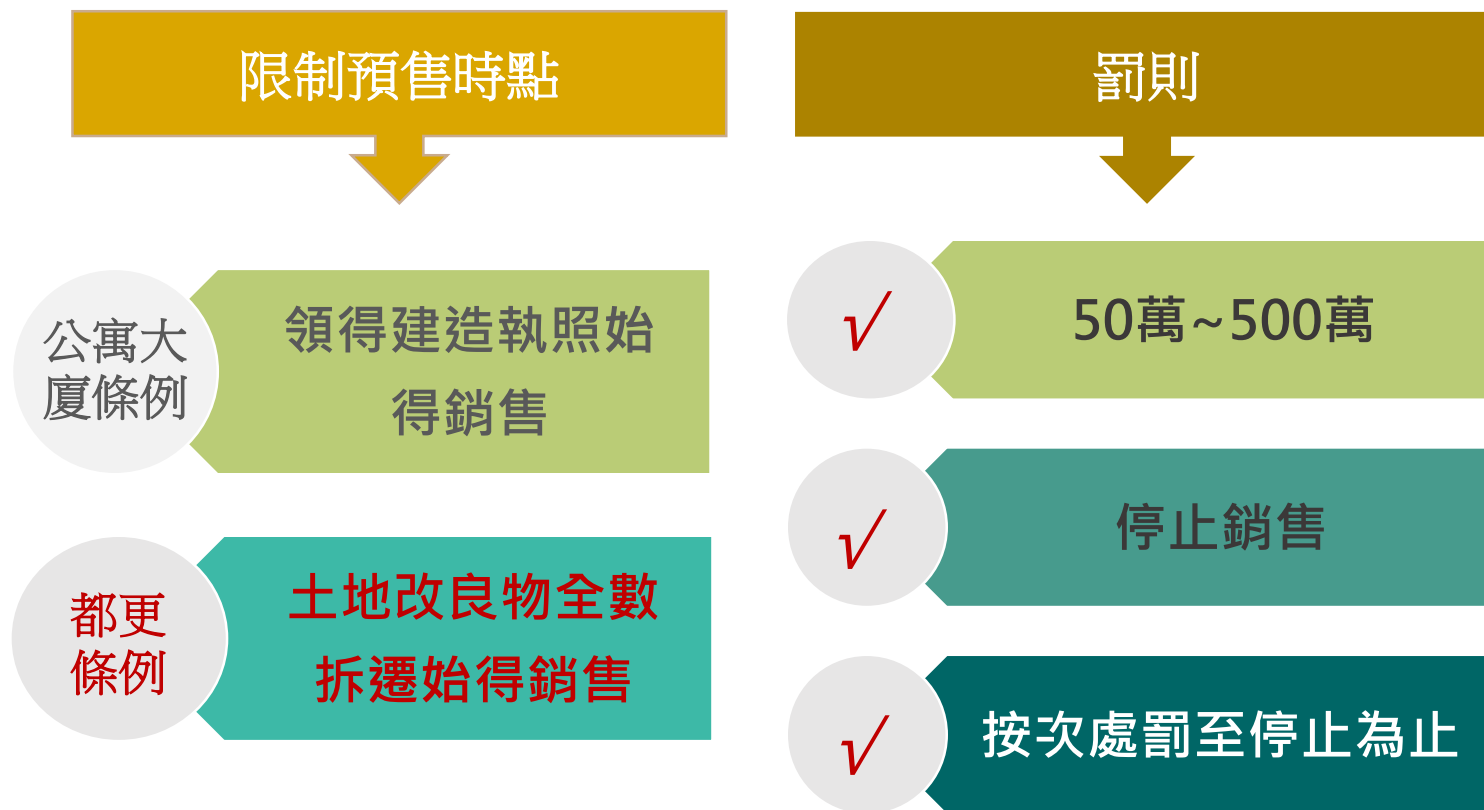 限制預售時點
公寓大
廈條例
領得建造執照始
得銷售
都更
條例
土地改良物全數
拆遷始得銷售
罰則
√
50萬~500萬
√
停止銷售
√
按次處罰至停止為止